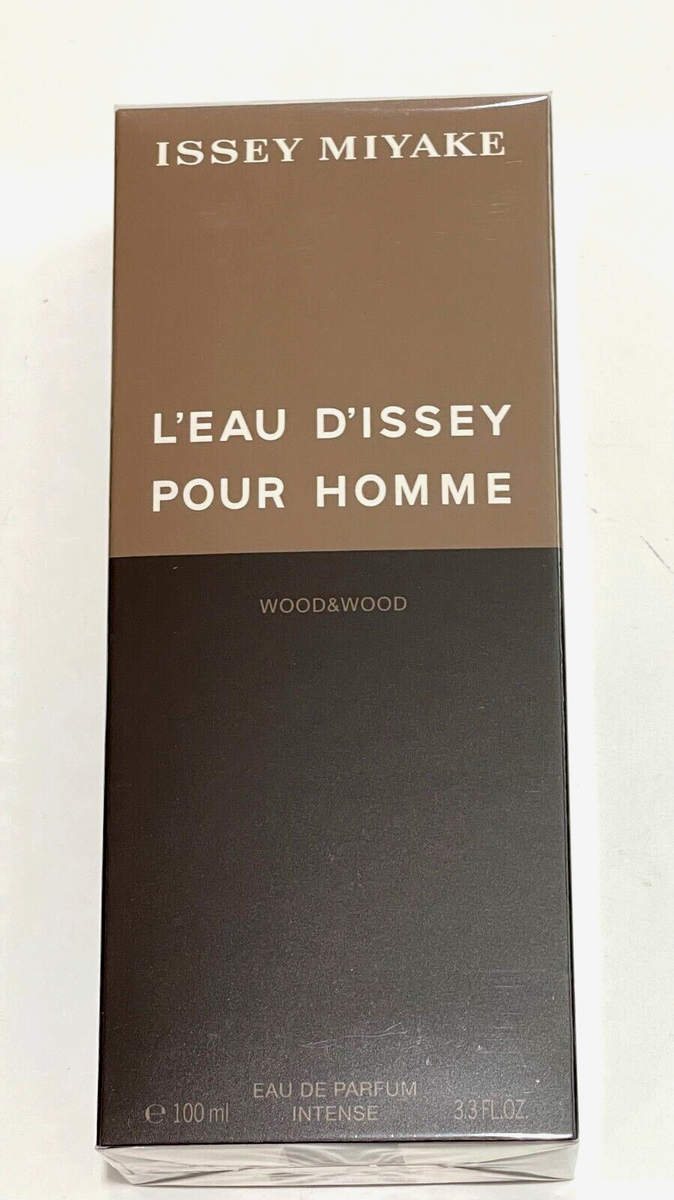 ISSEY MIYAKE
L'EAU D'ISSEY
POUR HOMME
WOOD&WOOD
EAU DE PARFUM
℮ 100 ml INTENSE 3.3 FL.OZ.